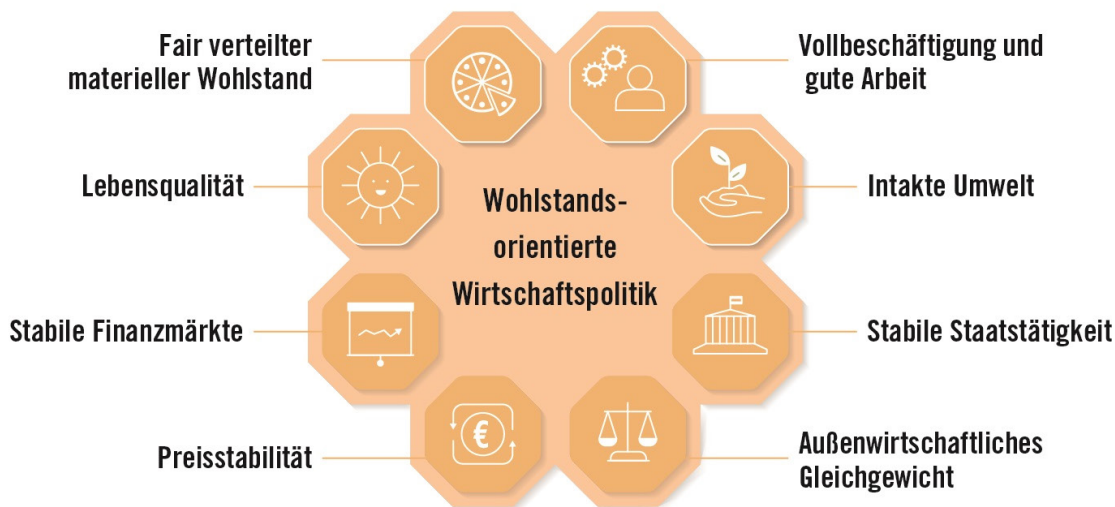 Fair verteilter
materieller Wohlstand
Vollbeschäftigung und
gute Arbeit
Lebensqualität
Intakte Umwelt
Wohlstands-
orientierte
Wirtschaftspolitik
Stabile Finanzmärkte
Stabile Staatstätigkeit
Preisstabilität
€
Außenwirtschaftliches
Gleichgewicht